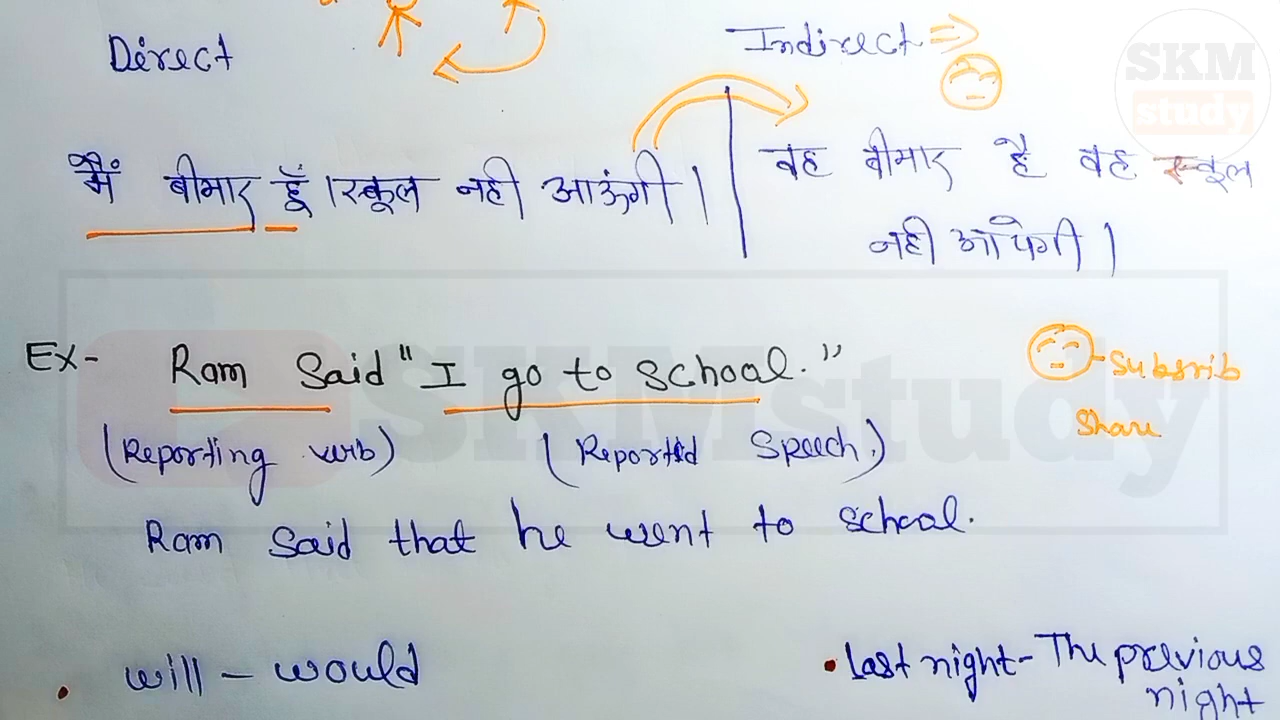 Direct
Indirect ⇒
SKM
study
मैं बीमार हूँ। स्कूल नही आऊंगी।
वह बीमार है वह स्कूल
नही आयेगी।
Ex- Ram Said "I go to School."
Subsrib
Share
(Reporting verb) (Reported Speech.)
Ram Said that he went to School.
SKMstudy
• will - would
• last night - The previous
night